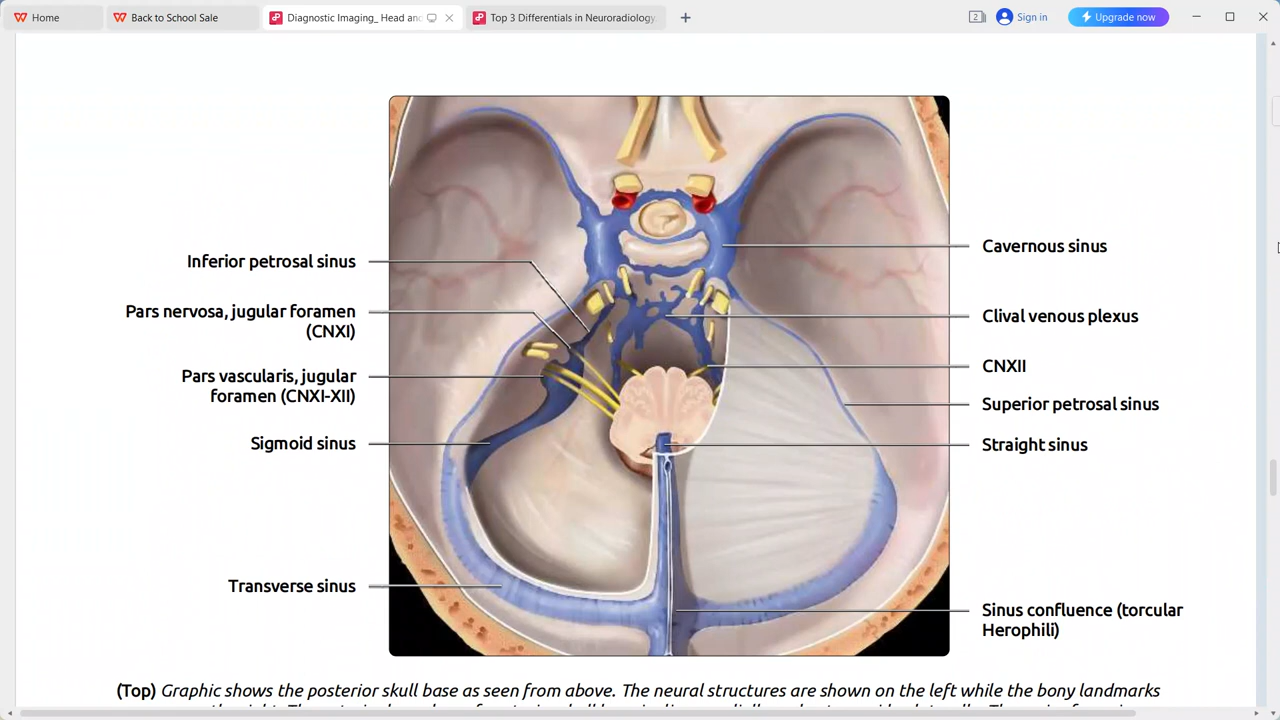 Home
Back to School Sale
Diagnostic Imaging_ Head and
Top 3 Differentials in Neuroradiology
2
Sign in
Upgrade now
Inferior petrosal sinus
Pars nervosa, jugular foramen
(CNXI)
Pars vascularis, jugular
foramen (CNXI-XII)
Sigmoid sinus
Transverse sinus
Cavernous sinus
Clival venous plexus
CNXII
Superior petrosal sinus
Straight sinus
Sinus confluence (torcular
Herophili)
(Top) Graphic shows the posterior skull base as seen from above. The neural structures are shown on the left while the bony landmarks